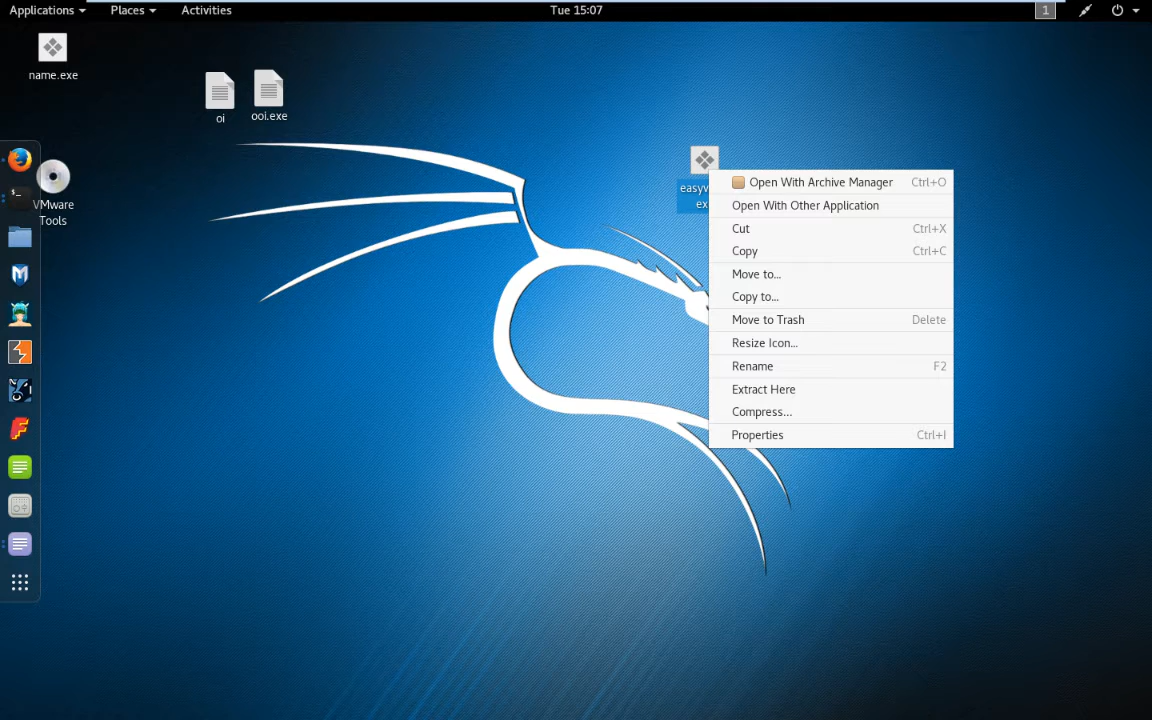 Applications
Places
Activities
Tue 15:07
1
name.exe
oi
ooi.exe
VMware
Tools
Open With Archive Manager Ctrl+O
Open With Other Application
Cut Ctrl+X
Copy Ctrl+C
Move to...
Copy to...
Move to Trash Delete
Resize Icon...
Rename F2
Extract Here
Compress...
Properties Ctrl+I